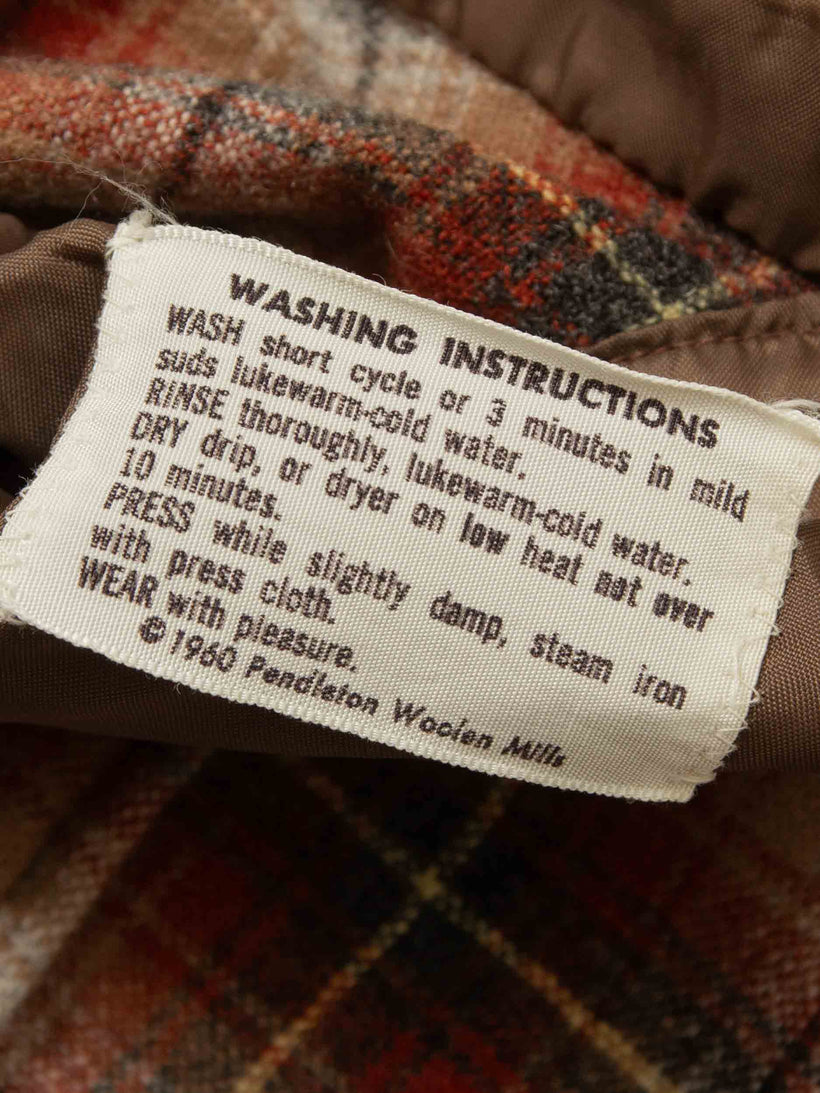 WASHING INSTRUCTIONS
WASH short cycle or 3 minutes in mild
suds lukewarm-cold water.
RINSE thoroughly, lukewarm-cold water.
DRY drip, or dryer on low heat not over
10 minutes.
PRESS while slightly damp, steam iron
with press cloth.
WEAR with pleasure.
© 1960 Pendleton Woolen Mills